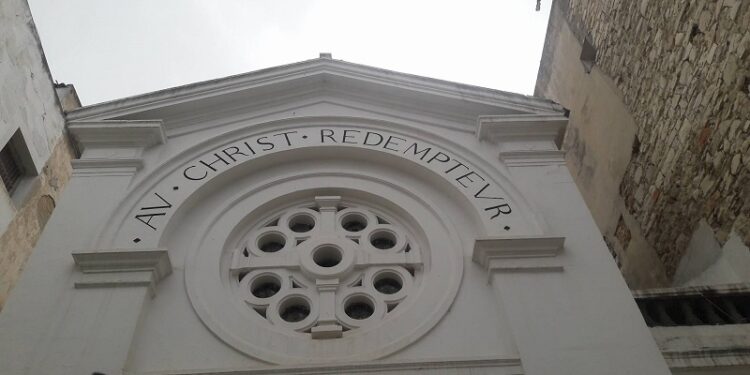 AV · CHRIST · REDEMPTEVR